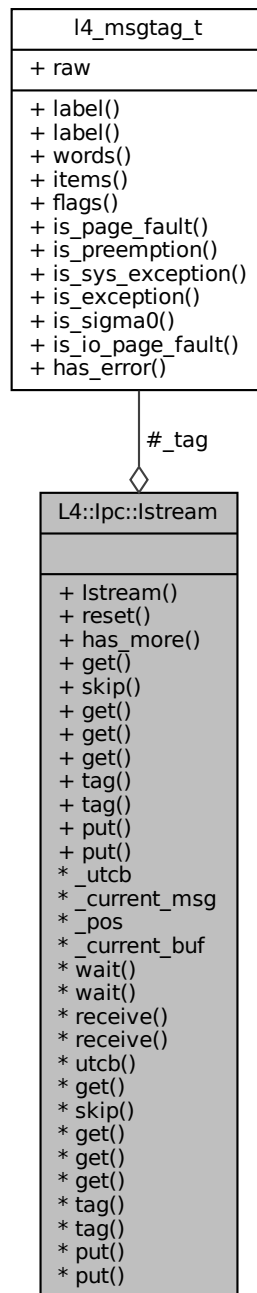 l4_msgtag_t
+ raw
+ label()
+ label()
+ words()
+ items()
+ flags()
+ is_page_fault()
+ is_preemption()
+ is_sys_exception()
+ is_exception()
+ is_sigma0()
+ is_io_page_fault()
+ has_error()
#_tag
L4::Ipc::Istream
+ Istream()
+ reset()
+ has_more()
+ get()
+ skip()
+ get()
+ get()
+ get()
+ tag()
+ tag()
+ put()
+ put()
* _utcb
* _current_msg
* _pos
* _current_buf
* wait()
* wait()
* receive()
* receive()
* utcb()
* get()
* skip()
* get()
* get()
* get()
* tag()
* tag()
* put()
* put()